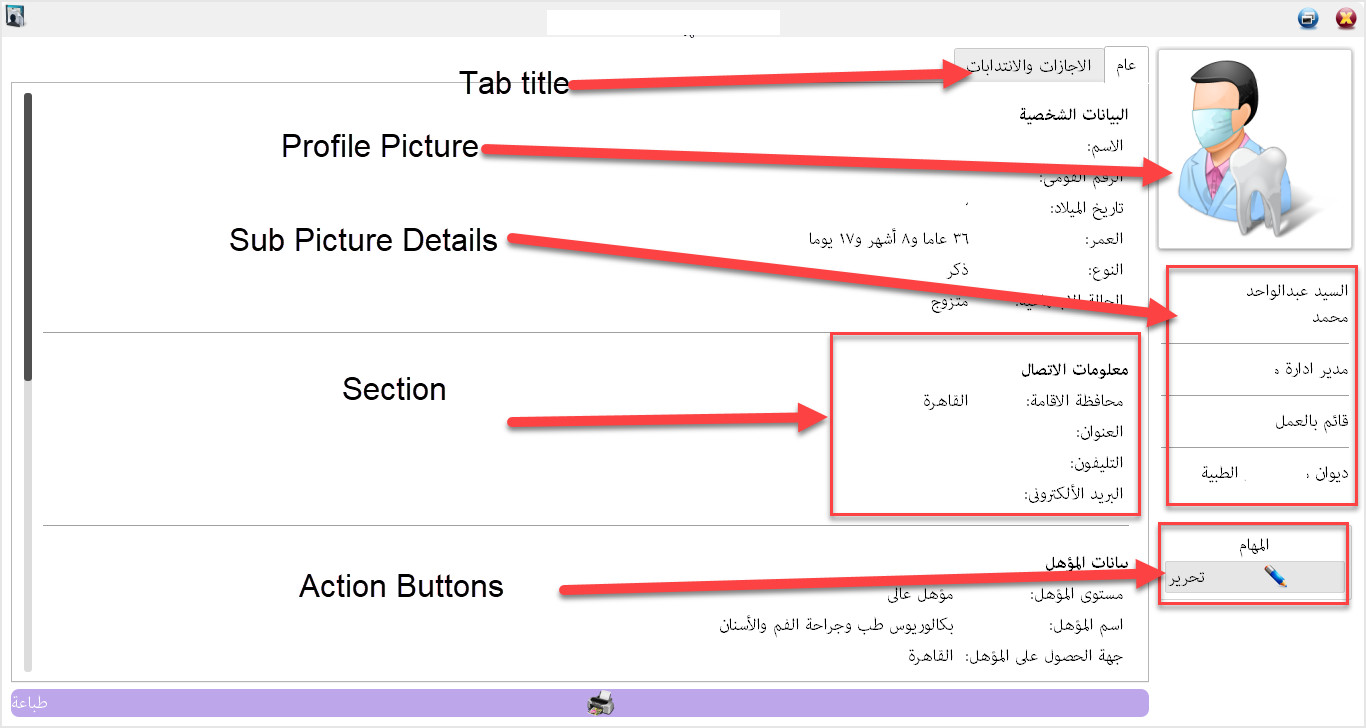 عام
الاجازات والانتدابات
Tab title
البيانات الشخصية
Profile Picture
الاسم:
الرقم القومى:
تاريخ الميلاد:
Sub Picture Details
العمر: ٣٦ عاما و٨ أشهر و١٧ يوما
النوع: ذكر
متزوج
السيد عبدالواحد
محمد
مدير ادارة
قائم بالعمل
ديوان الطبية
Section
معلومات الاتصال
محافظة الاقامة: القاهرة
العنوان:
التليفون:
البريد الألكترونى:
المهام
تحرير
Action Buttons
بيانات المؤهل
مستوى المؤهل: مؤهل عالى
اسم المؤهل: بكالوريوس طب وجراحة الفم والأسنان
جهة الحصول على المؤهل: القاهرة
طباعة